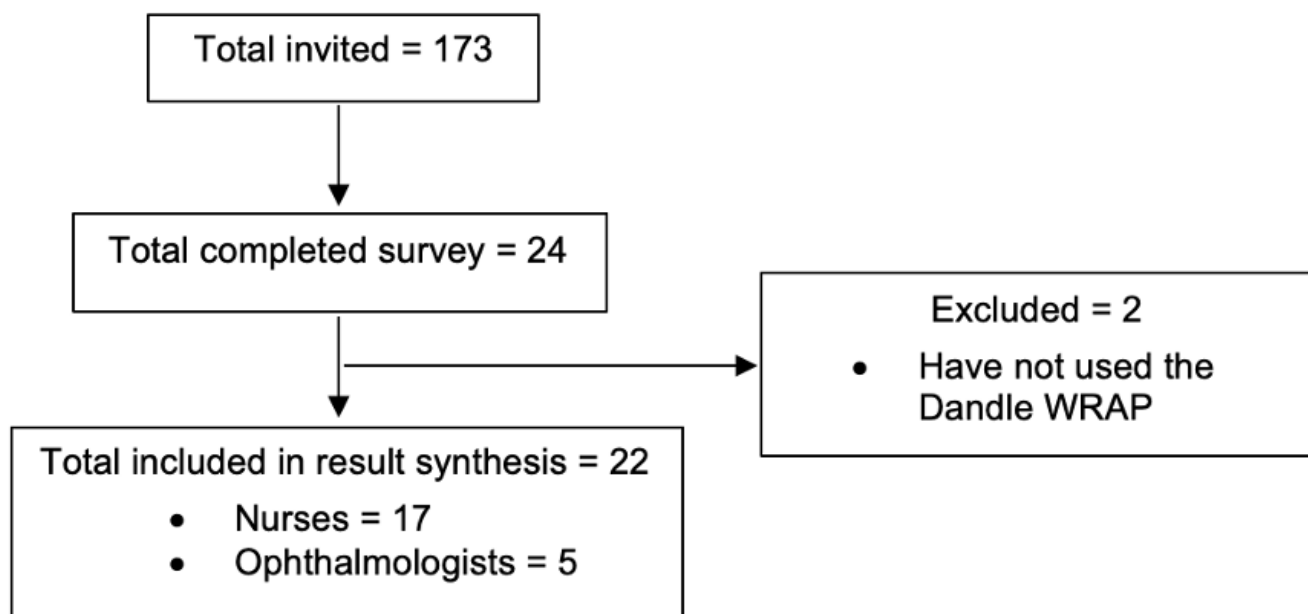 Total invited = 173
Total completed survey = 24
Excluded = 2
• Have not used the
Dandle WRAP
Total included in result synthesis = 22
• Nurses = 17
• Ophthalmologists = 5